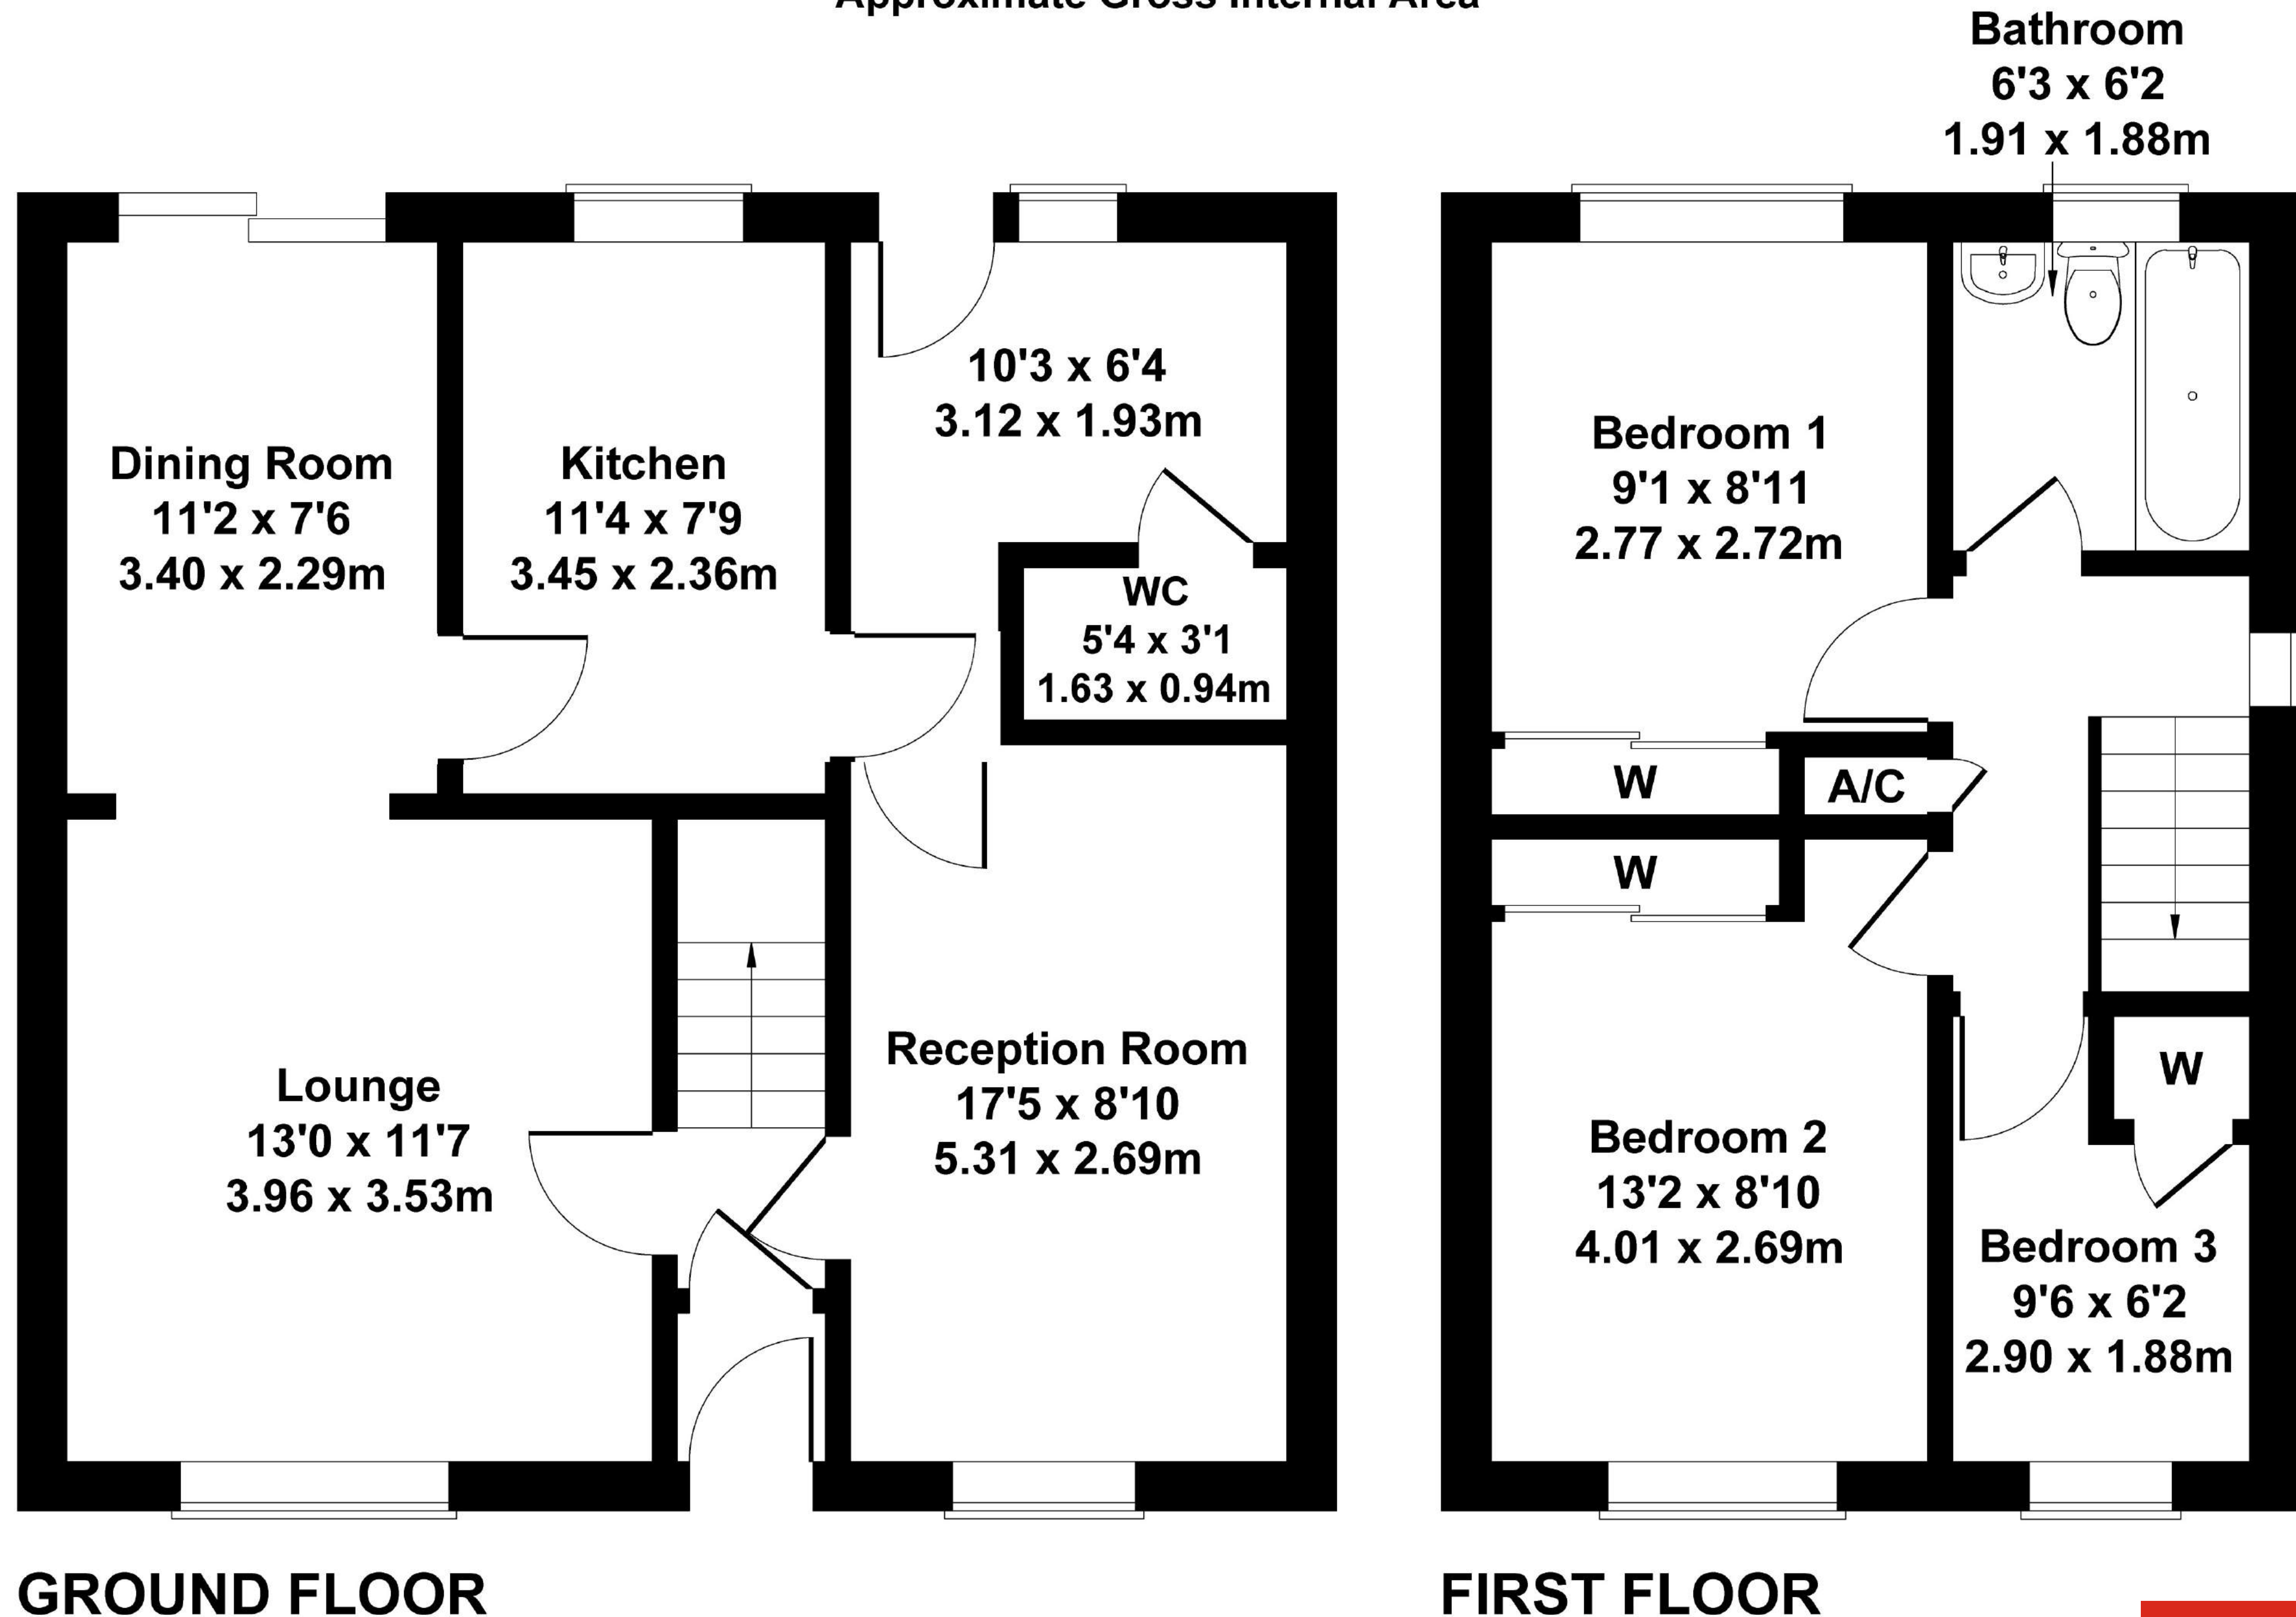 Approximate Gross Internal Area
Bathroom
6'3 x 6'2
1.91 x 1.88m
10'3 x 6'4
3.12 x 1.93m
Dining Room
11'2 x 7'6
3.40 x 2.29m
Kitchen
11'4 x 7'9
3.45 x 2.36m
WC
5'4 x 3'1
1.63 x 0.94m
Lounge
13'0 x 11'7
3.96 x 3.53m
Reception Room
17'5 x 8'10
5.31 x 2.69m
Bedroom 1
9'1 x 8'11
2.77 x 2.72m
W
A/C
W
Bedroom 2
13'2 x 8'10
4.01 x 2.69m
W
Bedroom 3
9'6 x 6'2
2.90 x 1.88m
GROUND FLOOR
FIRST FLOOR